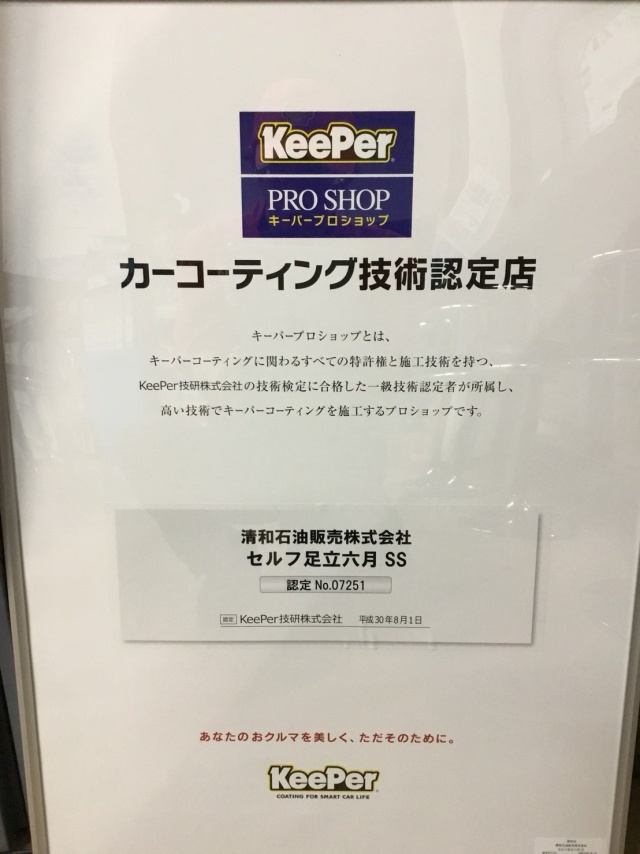 KeePer
PRO SHOP
キーパープロショップ
カーコーティング技術認定店
キーパープロショップとは、
キーパーコーティングに関わるすべての特許権と施工技術を持つ、
KeePer技研株式会社の技術検定に合格した一級技術認定者が所属し、
高い技術でキーパーコーティングを施工するプロショップです。
清和石油販売株式会社
セルフ足立六月 SS
認定 No.07251
認定 KeePer技研株式会社 平成30年8月1日
あなたのおクルマを美しく、ただそのために。
KeePer
COATING FOR SMART CAR LIFE